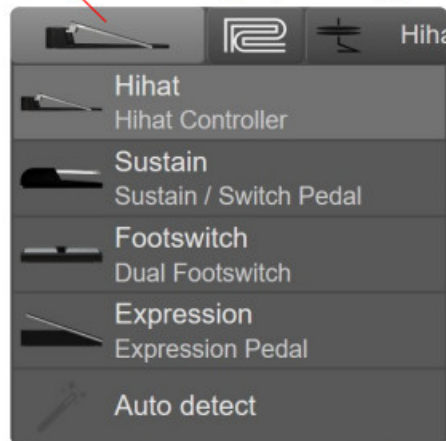 Hiha
Hihat
Hihat Controller
Sustain
Sustain / Switch Pedal
Footswitch
Dual Footswitch
Expression
Expression Pedal
Auto detect